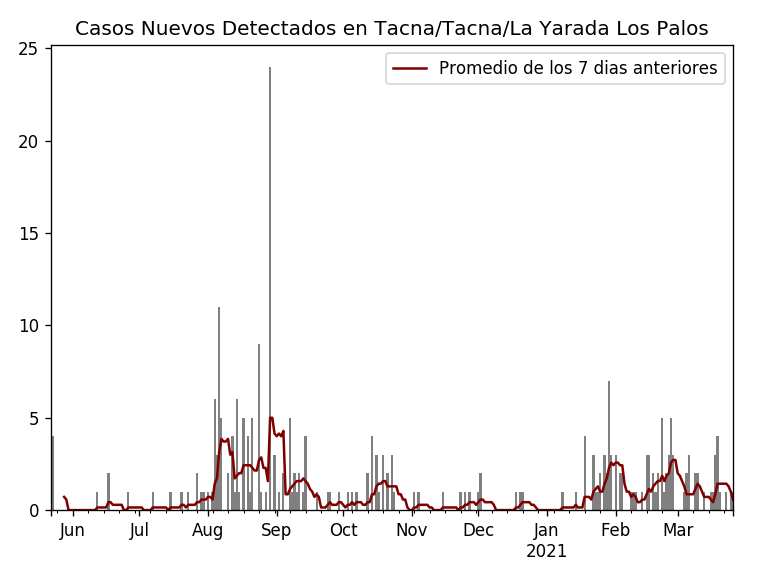 Casos Nuevos Detectados en Tacna/Tacna/La Yarada Los Palos
Promedio de los 7 dias anteriores
25
20
15
10
5
0
Jun Jul Aug Sep Oct Nov Dec Jan Feb Mar
2021